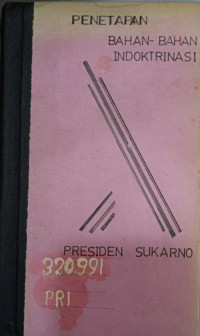 PENETAPAN
BAHAN-BAHAN
INDOKTRINASI
PRESIDEN SUKARNO
320.991
PRI